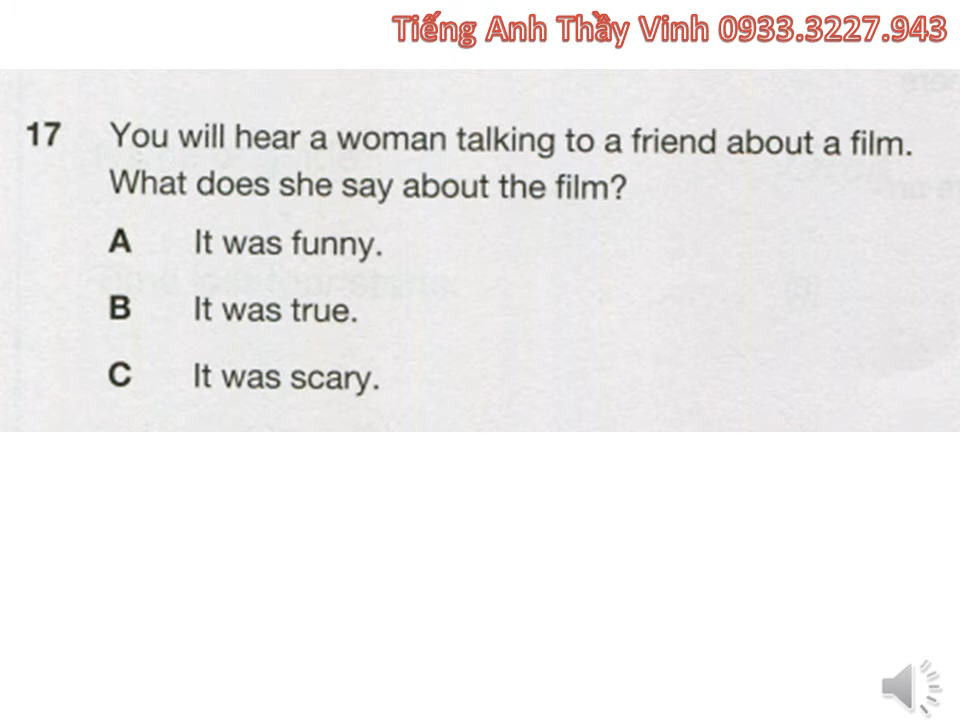 Tiếng Anh Thầy Vinh 0933.3227.943
17 You will hear a woman talking to a friend about a film.
What does she say about the film?
A It was funny.
B It was true.
C It was scary.